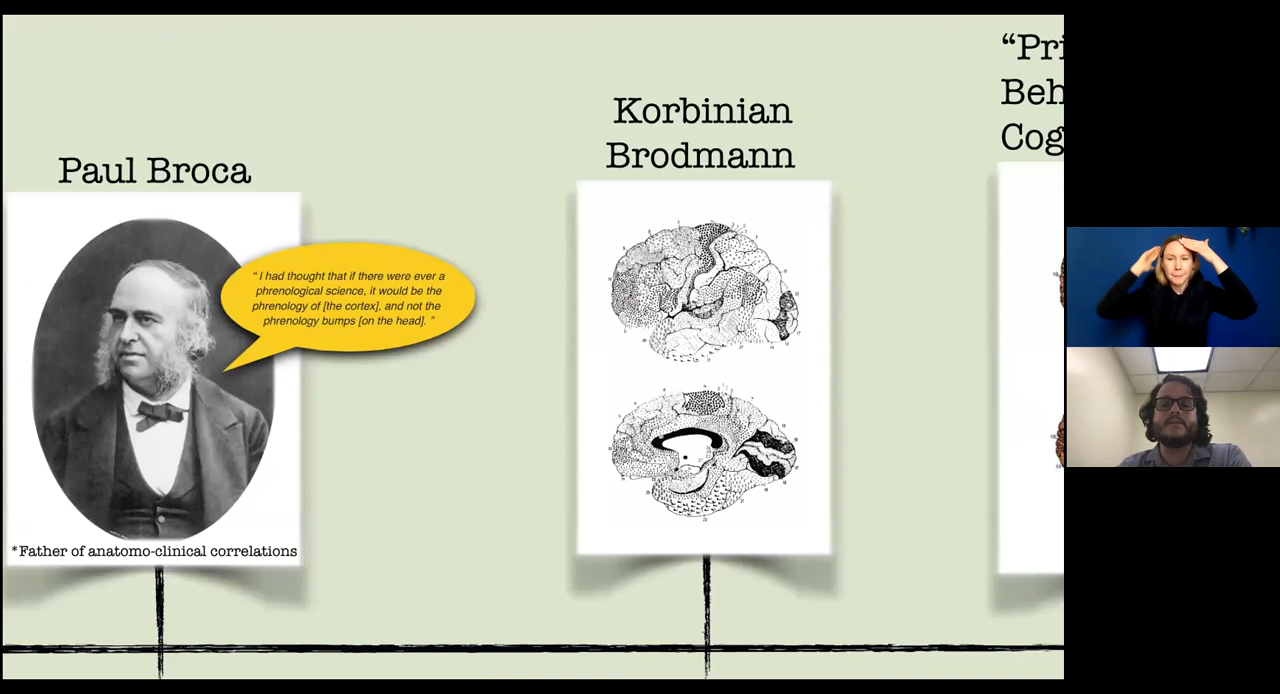 Paul Broca
“ I had thought that if there were ever a
phrenological science, it would be the
phrenology of [the cortex], and not the
phrenology bumps [on the head]. ”
*Father of anatomo-clinical correlations
Korbinian
Brodmann
“Pri
Beh
Cog